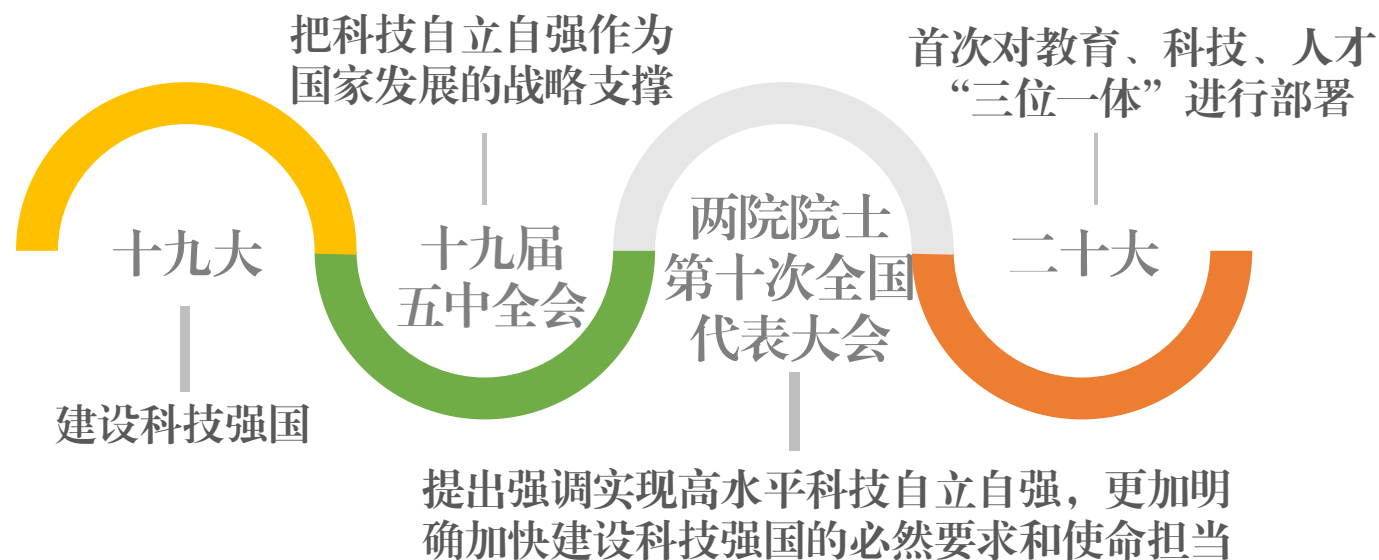 把科技自立自强作为
国家发展的战略支撑
首次对教育、科技、人才
“三位一体”进行部署
十九大
十九届
五中全会
两院院士
第十次全国
代表大会
二十大
建设科技强国
提出强调实现高水平科技自立自强，更加明
确加快建设科技强国的必然要求和使命担当